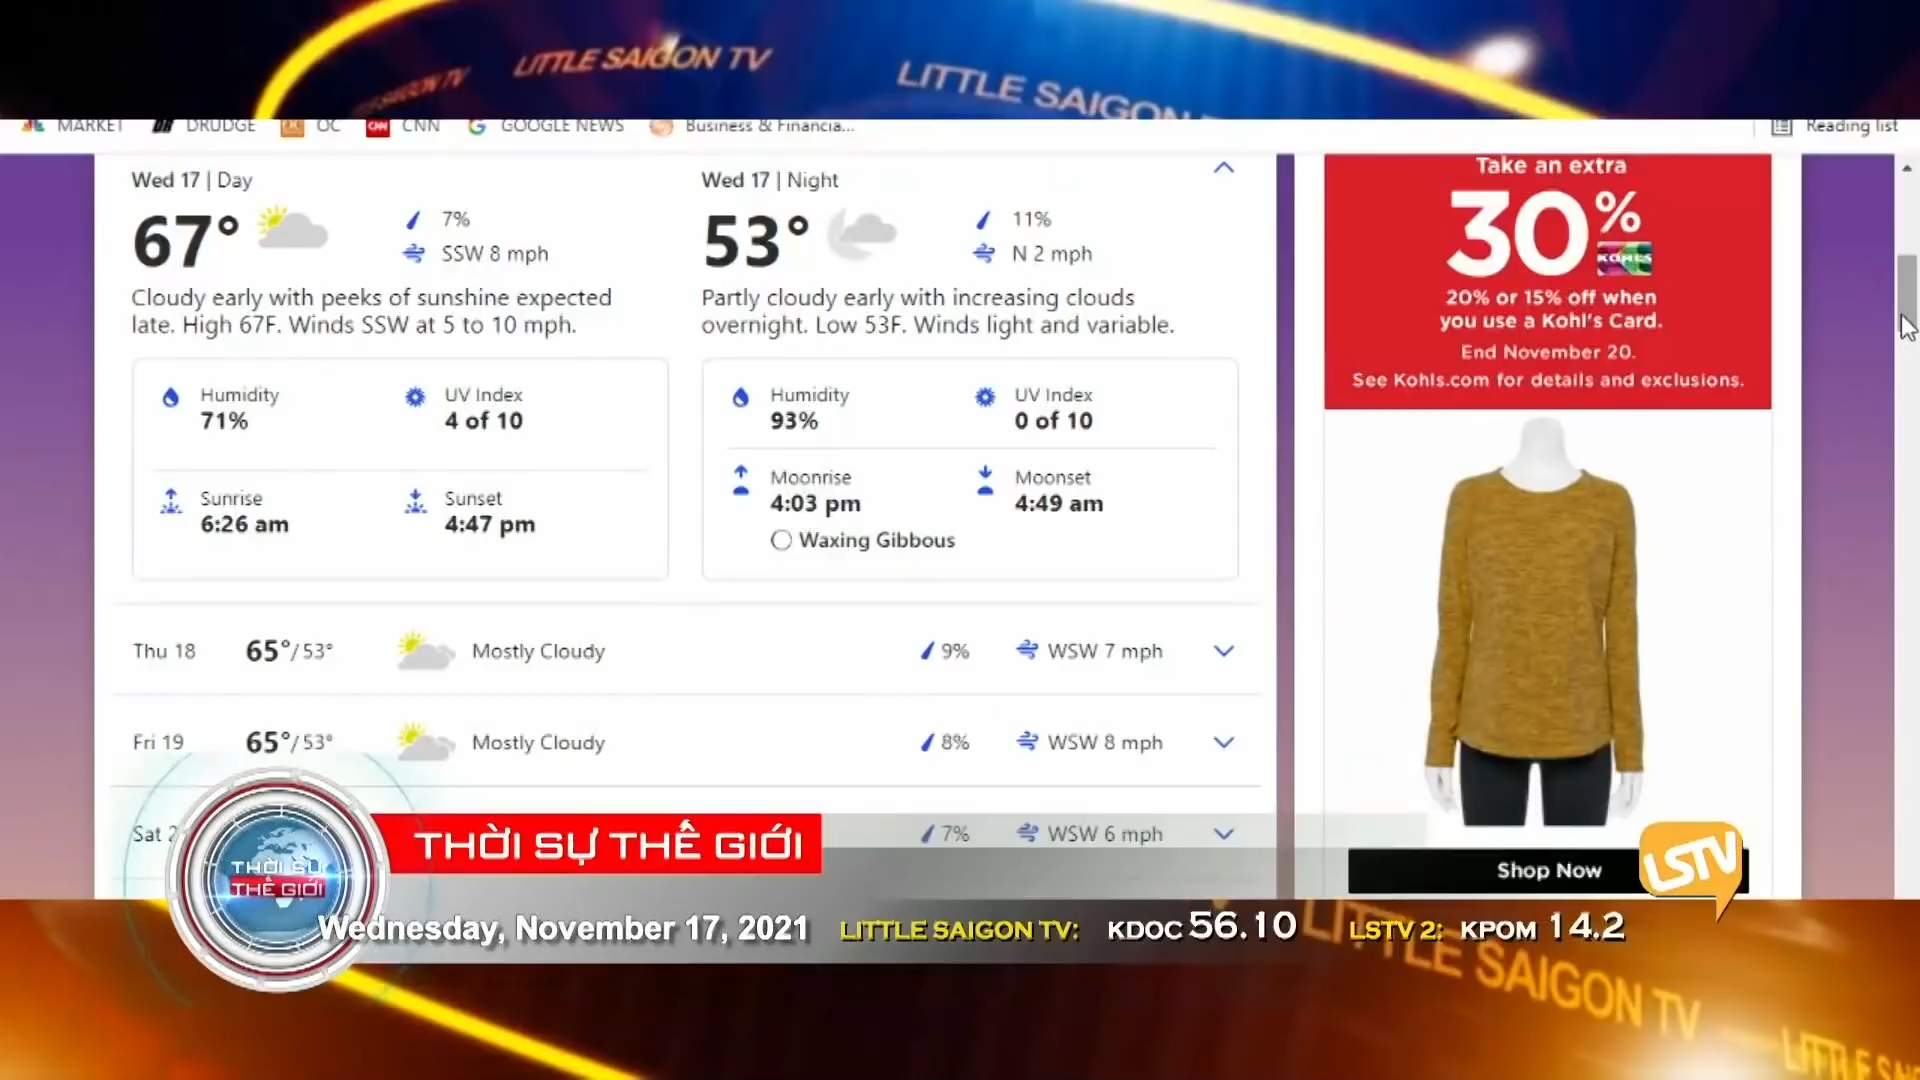 LITTLE SAIGON TV
LITTLE SAIGON
MARKET
DRUDGE
OC
CNN
GOOGLE NEWS
Business & Financia...
Reading list
Wed 17 | Day
67°
7%
SSW 8 mph
Cloudy early with peeks of sunshine expected
late. High 67F. Winds SSW at 5 to 10 mph.
Humidity
71%
UV Index
4 of 10
Sunrise
6:26 am
Sunset
4:47 pm
Wed 17 | Night
53°
11%
N 2 mph
Partly cloudy early with increasing clouds
overnight. Low 53F. Winds light and variable.
Humidity
93%
UV Index
0 of 10
Moonrise
4:03 pm
Moonset
4:49 am
Waxing Gibbous
Thu 18 65°/53° Mostly Cloudy 9% WSW 7 mph
Fri 19 65°/53° Mostly Cloudy 8% WSW 8 mph
Sat 7% WSW 6 mph
Take an extra
30%
KOHL'S
20% or 15% off when
you use a Kohl's Card.
End November 20.
See Kohls.com for details and exclusions.
Shop Now
LSTV
THỜI SỰ
THẾ GIỚI
THỜI SỰ THẾ GIỚI
Wednesday, November 17, 2021 LITTLE SAIGON TV: KDOC 56.10 LSTV 2: KPOM 14.2
LITTLE SAIGON TV